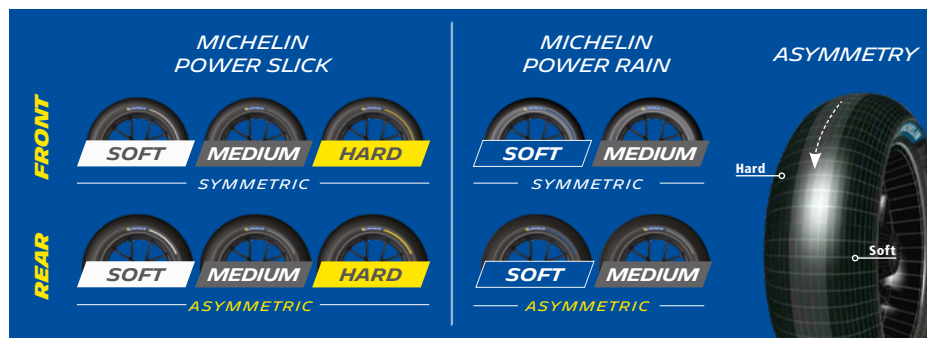 MICHELIN
POWER SLICK
MICHELIN
POWER RAIN
ASYMMETRY
FRONT
SOFT
MEDIUM
HARD
SYMMETRIC
SOFT
MEDIUM
SYMMETRIC
REAR
SOFT
MEDIUM
HARD
ASYMMETRIC
SOFT
MEDIUM
ASYMMETRIC
Hard
Soft